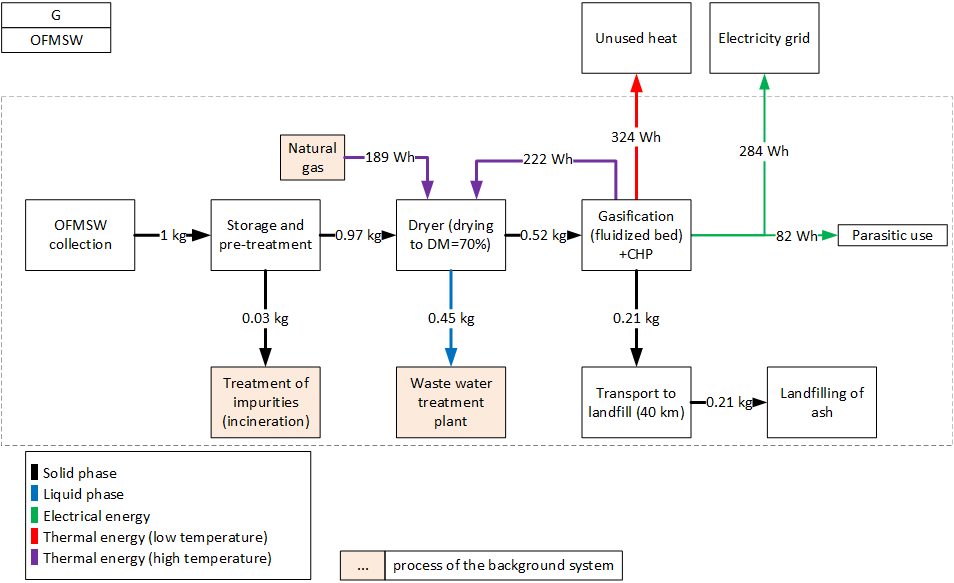 G
OFMSW
Unused heat
Electricity grid
324 Wh
284 Wh
Natural
gas
189 Wh
222 Wh
OFMSW
collection
1 kg
Storage and
pre-treatment
0.97 kg
Dryer (drying
to DM=70%)
0.52 kg
Gasification
(fluidized bed)
+CHP
82 Wh
Parasitic use
0.03 kg
0.45 kg
0.21 kg
Treatment of
impurities
(incineration)
Waste water
treatment
plant
Transport to
landfill (40 km)
0.21 kg
Landfilling of
ash
Solid phase
Liquid phase
Electrical energy
Thermal energy (low temperature)
Thermal energy (high temperature)
... process of the background system